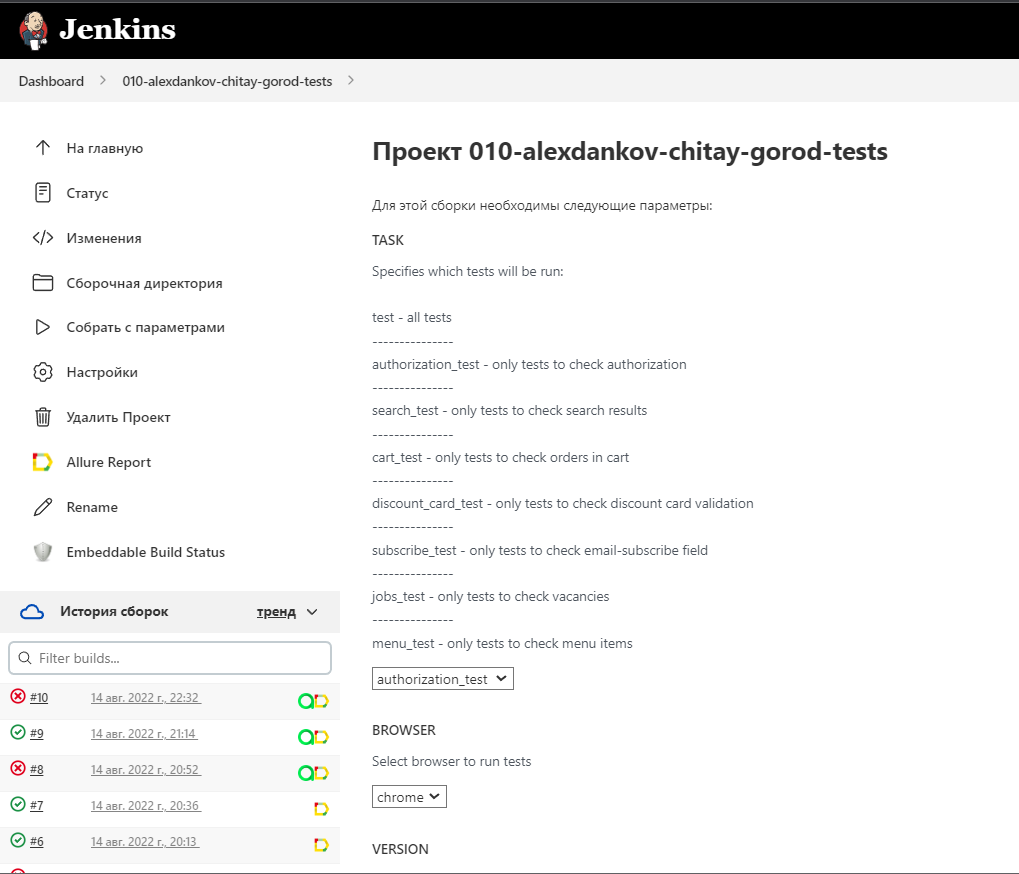 Jenkins
Dashboard
010-alexdankov-chitay-gorod-tests
На главную
Статус
Изменения
Сборочная директория
Собрать с параметрами
Настройки
Удалить Проект
Allure Report
Rename
Embeddable Build Status
История сборок
тренд
Filter builds...
#10 14 авг. 2022 г., 22:32
#9 14 авг. 2022 г., 21:14
#8 14 авг. 2022 г., 20:52
#7 14 авг. 2022 г., 20:36
#6 14 авг. 2022 г., 20:13
Проект 010-alexdankov-chitay-gorod-tests
Для этой сборки необходимы следующие параметры:
TASK
Specifies which tests will be run:
test - all tests
---------------
authorization_test - only tests to check authorization
---------------
search_test - only tests to check search results
---------------
cart_test - only tests to check orders in cart
---------------
discount_card_test - only tests to check discount card validation
---------------
subscribe_test - only tests to check email-subscribe field
---------------
jobs_test - only tests to check vacancies
---------------
menu_test - only tests to check menu items
authorization_test
BROWSER
Select browser to run tests
chrome
VERSION